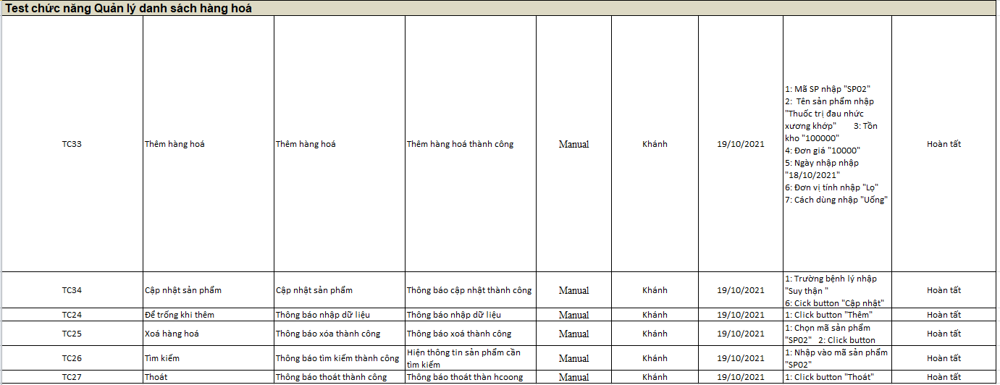 Test chức năng Quản lý danh sách hàng hoá
TC33
Thêm hàng hoá
Thêm hàng hoá
Thêm hàng hoá thành công
Manual
Khánh
19/10/2021
1: Mã SP nhập "SP02"
2:  Tên sản phẩm nhập
"Thuốc trị đau nhức
xương khớp"       3: Tồn
kho "100000"
4: Đơn giá "10000"
5: Ngày nhập nhập
"18/10/2021"
6: Đơn vị tính nhập "Lọ"
7: Cách dùng nhập "Uống"
Hoàn tất
TC34
Cập nhật sản phẩm
Cập nhật sản phẩm
Thông báo cập nhật thành công
Manual
Khánh
19/10/2021
1: Trường bệnh lý nhập
"Suy thận "
6: Cick button "Cập nhật"
Hoàn tất
TC24
Để trống khi thêm
Thông báo nhập dữ liệu
Thông báo nhập dữ liệu
Manual
Khánh
19/10/2021
1: Click button "Thêm"
Hoàn tất
TC25
Xoá hàng hoá
Thông báo xóa thành công
Thông báo xoá thành công
Manual
Khánh
19/10/2021
1: Chọn mã sản phẩm
"SP02"   2: Click button
Hoàn tất
TC26
Tìm kiếm
Thông báo tìm kiếm thành công
Hiện thông tin sản phẩm cần
tìm kiếm
Manual
Khánh
19/10/2021
1: Nhập vào mã sản phẩm
"SP02"
Hoàn tất
TC27
Thoát
Thông báo thoát thành công
Thông báo thoát thàn hcoong
Manual
Khánh
19/10/2021
1: Click button "Thoát"
Hoàn tất